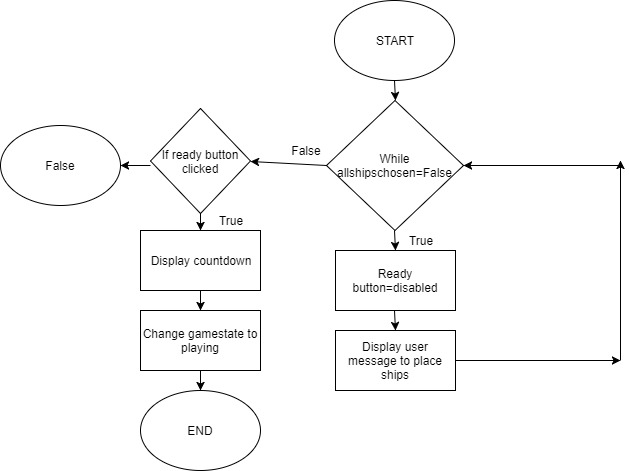 START
While
allshipschosen=False
False
If ready button
clicked
False
True
True
Display countdown
Ready
button=disabled
Change gamestate to
playing
Display user
message to place
ships
END